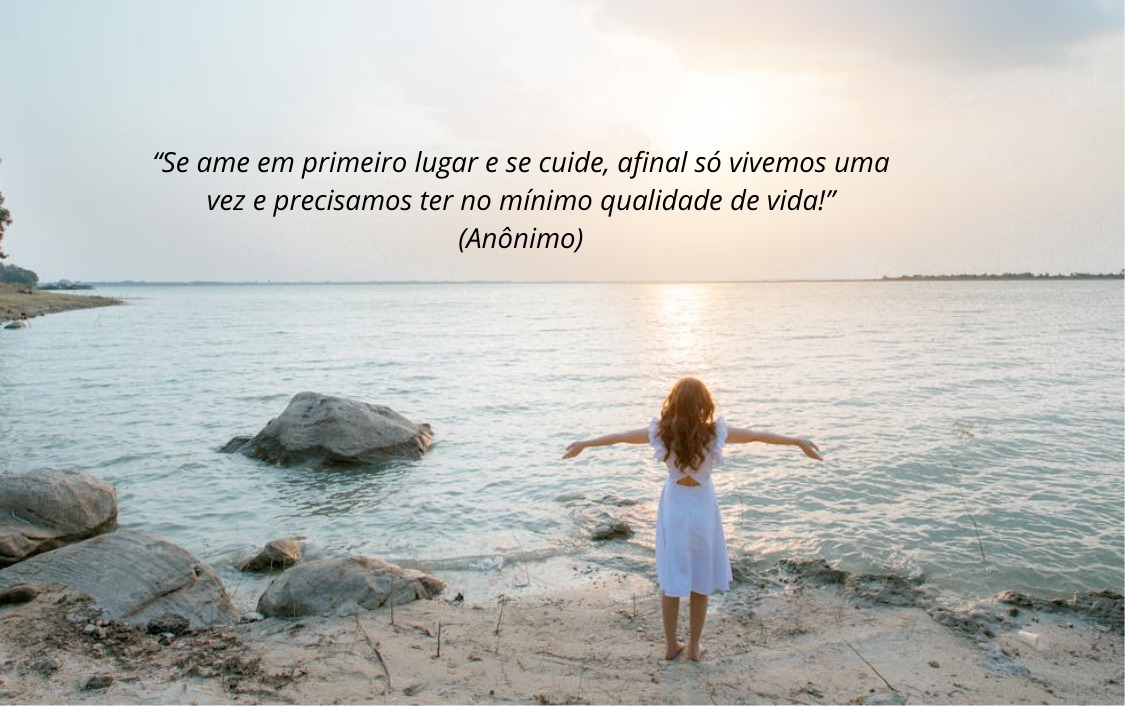 “Se ame em primeiro lugar e se cuide, afinal só vivemos uma
vez e precisamos ter no mínimo qualidade de vida!”
(Anônimo)